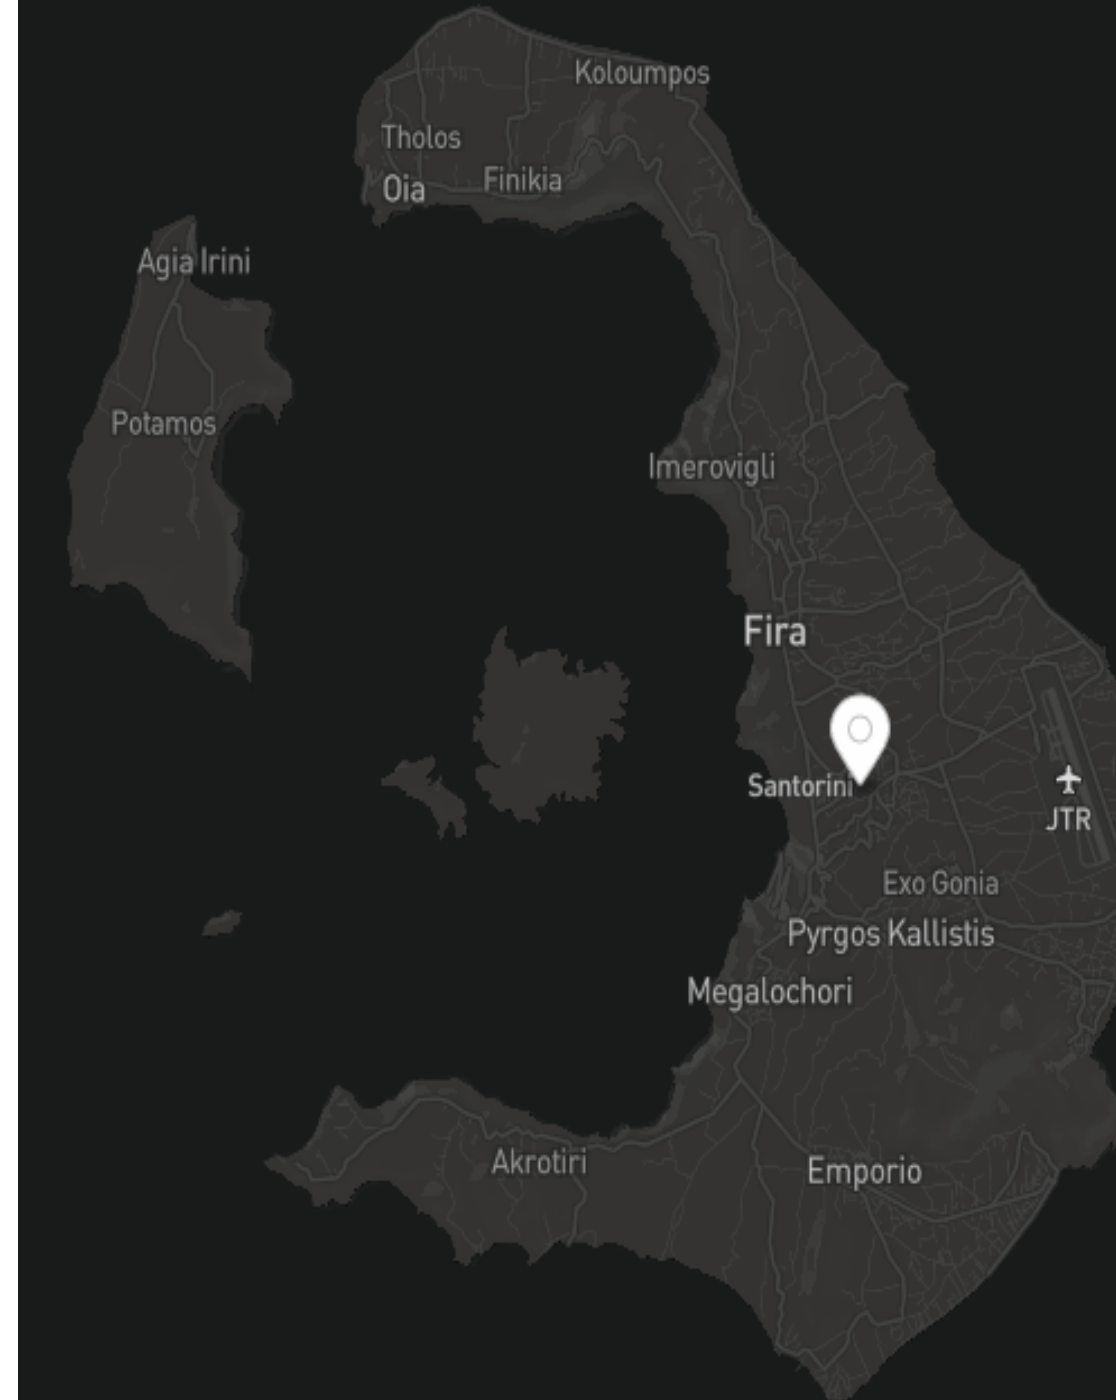 Koloumpos
Tholos
Finikia
Oia
Agia Irini
Potamos
Imerovigli
Fira
Santorini
JTR
Exo Gonia
Pyrgos Kallistis
Megalochori
Akrotiri
Emporio